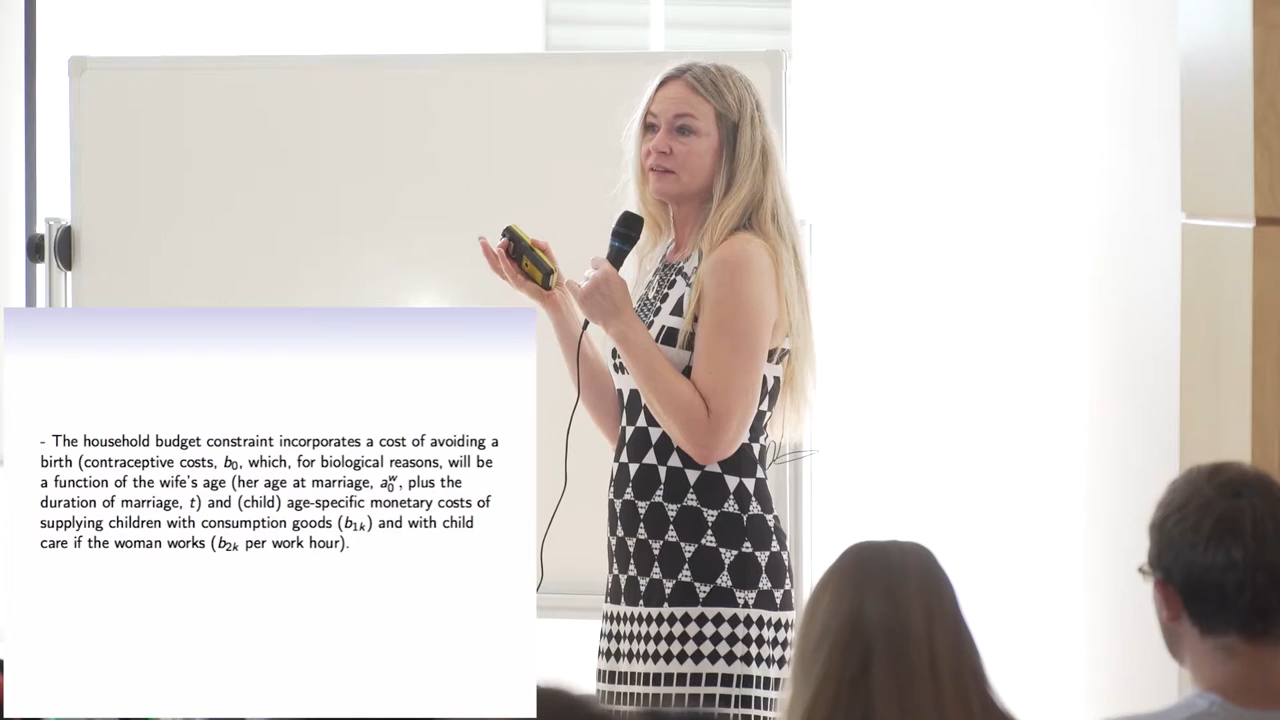 - The household budget constraint incorporates a cost of avoiding a
birth (contraceptive costs, b₀, which, for biological reasons, will be
a function of the wife's age (her age at marriage, a₀ʷ, plus the
duration of marriage, t) and (child) age-specific monetary costs of
supplying children with consumption goods (b₁ₖ) and with child
care if the woman works (b₂ₖ per work hour).